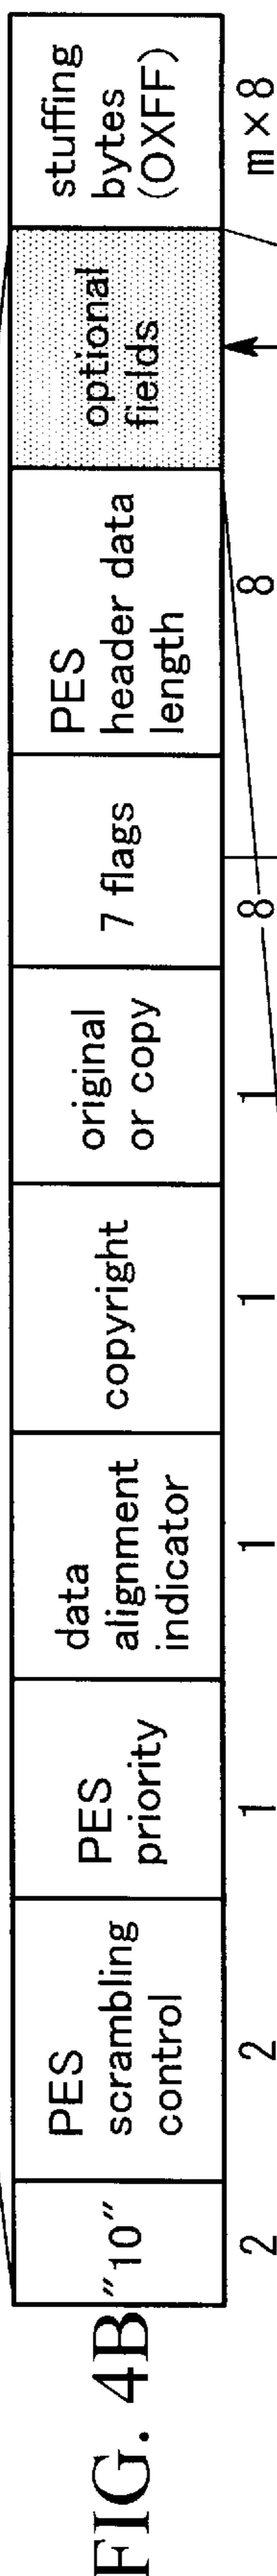 FIG. 4B
"10"
PES
scrambling
control
PES
priority
data
alignment
indicator
copyright
original
or copy
7 flags
PES
header data
length
optional
fields
stuffing
bytes
(OXFF)
2
2
1
1
1
1
8
8
m×8